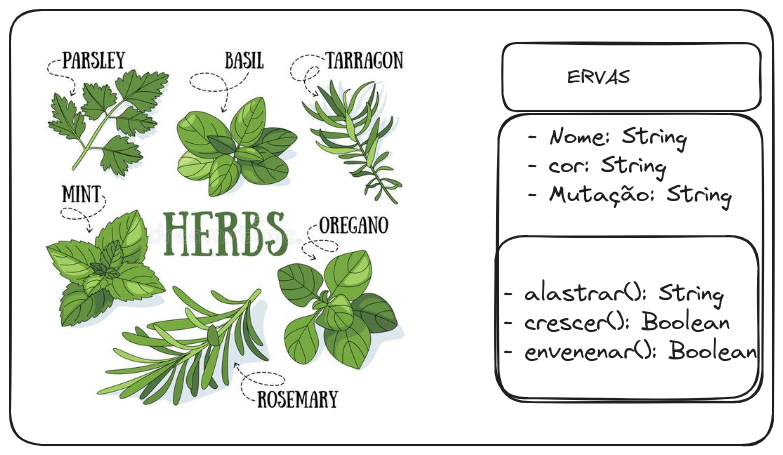 PARSLEY
BASIL
TARRAGON
MINT
HERBS
OREGANO
ROSEMARY
ERVAS
- Nome: String
- cor: String
- Mutação: String
- alastrar(): String
- crescer(): Boolean
- envenenar(): Boolean